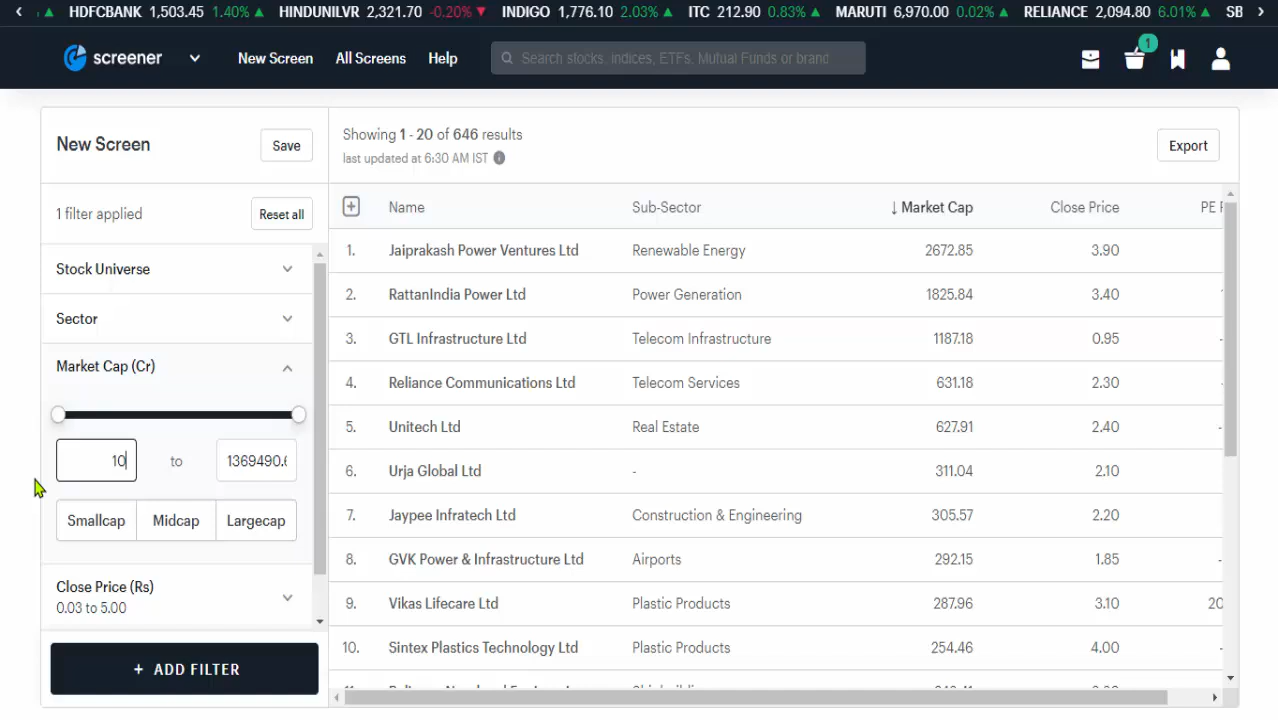 HDFCBANK 1,503.45 1.40% HINDUNILVR 2,321.70 -0.20% INDIGO 1,776.10 2.03% ITC 212.90 0.83% MARUTI 6,970.00 0.02% RELIANCE 2,094.80 6.01% SB
screener New Screen All Screens Help Search stocks, indices, ETFs, Mutual Funds or brand 1
New Screen Save
1 filter applied Reset all
Stock Universe
Sector
Market Cap (Cr)
10 to 1369490.6
Smallcap Midcap Largecap
Close Price (Rs)
0.03 to 5.00
+ ADD FILTER
Showing 1 - 20 of 646 results
last updated at 6:30 AM IST
Export
Name Sub-Sector ↓ Market Cap Close Price PE
1. Jaiprakash Power Ventures Ltd Renewable Energy 2672.85 3.90
2. RattanIndia Power Ltd Power Generation 1825.84 3.40
3. GTL Infrastructure Ltd Telecom Infrastructure 1187.18 0.95 -
4. Reliance Communications Ltd Telecom Services 631.18 2.30
5. Unitech Ltd Real Estate 627.91 2.40 -
6. Urja Global Ltd - 311.04 2.10
7. Jaypee Infratech Ltd Construction & Engineering 305.57 2.20
8. GVK Power & Infrastructure Ltd Airports 292.15 1.85 -
9. Vikas Lifecare Ltd Plastic Products 287.96 3.10 20
10. Sintex Plastics Technology Ltd Plastic Products 254.46 4.00 -